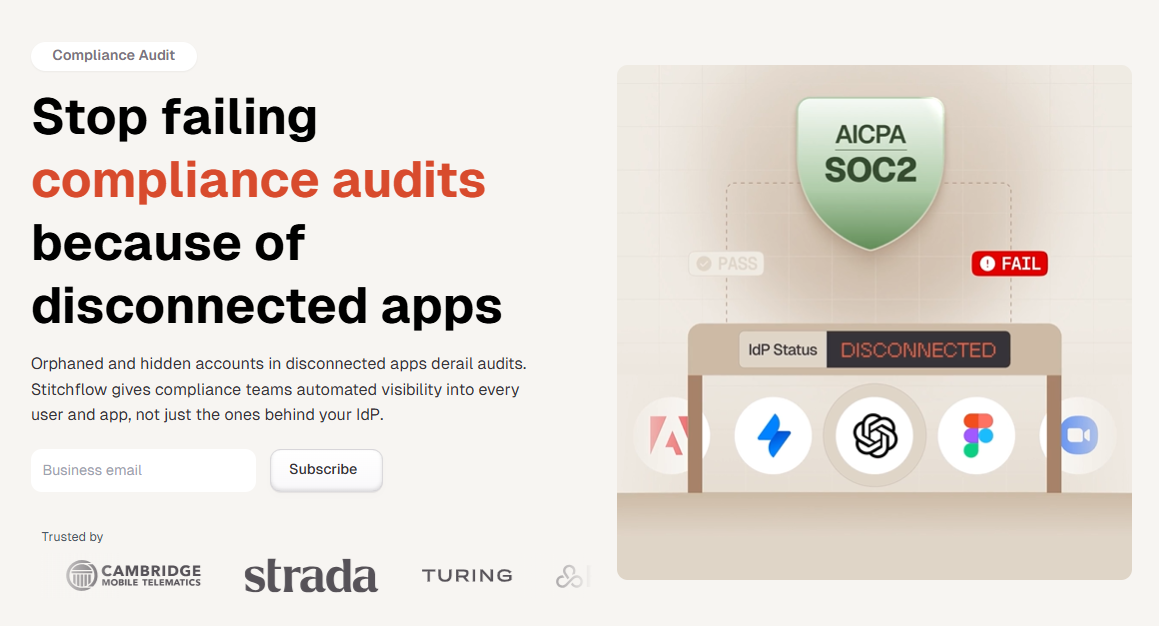 Compliance Audit
Stop failing
compliance audits
because of
disconnected apps
Orphaned and hidden accounts in disconnected apps derail audits.
Stitchflow gives compliance teams automated visibility into every
user and app, not just the ones behind your IdP.
Business email
Subscribe
Trusted by
CAMBRIDGE
MOBILE TELEMATICS
strada
TURING
AICPA
SOC2
PASS
FAIL
IdP Status
DISCONNECTED